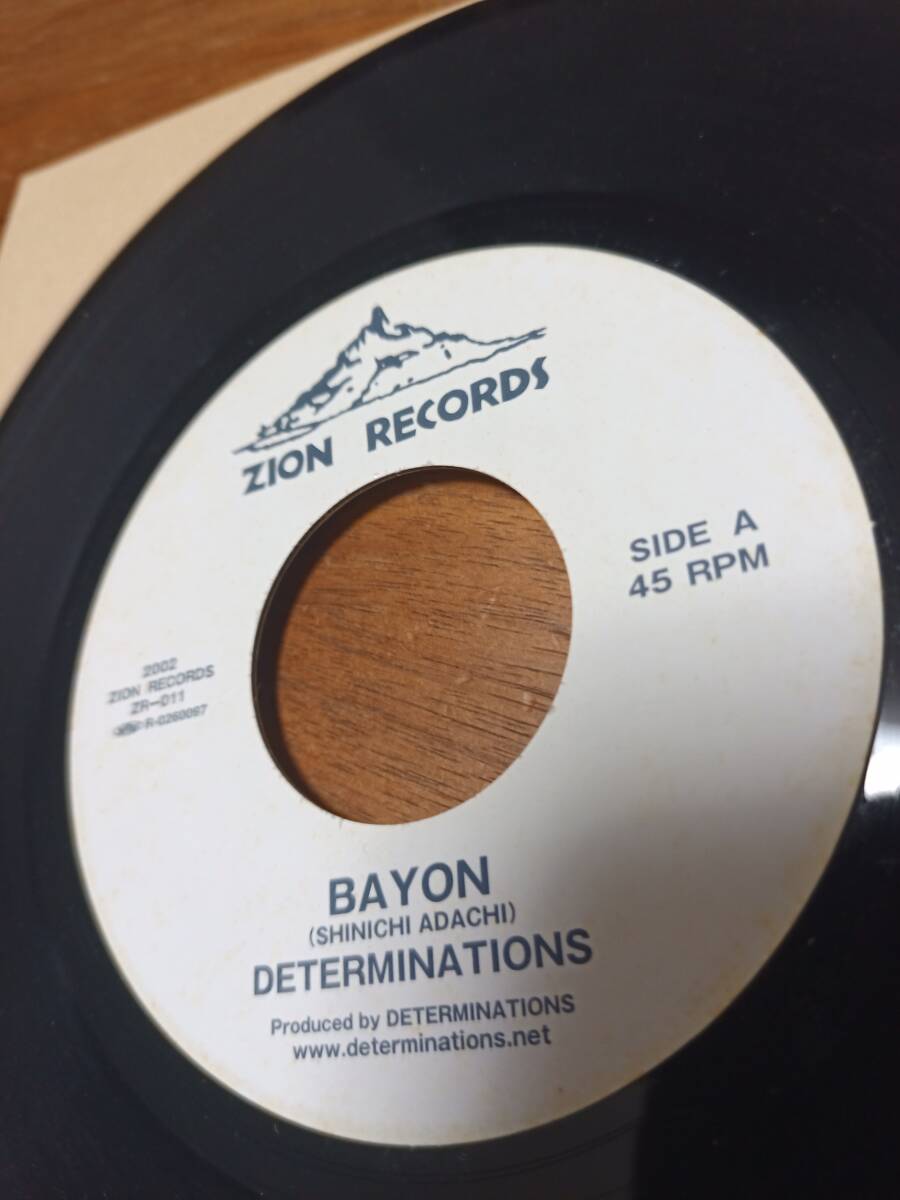 ZION RECORDS
SIDE A
45 RPM
2002
ZION RECORDS
ZR-011
R-0260097
BAYON
(SHINICHI ADACHI)
DETERMINATIONS
Produced by DETERMINATIONS
www.determinations.net